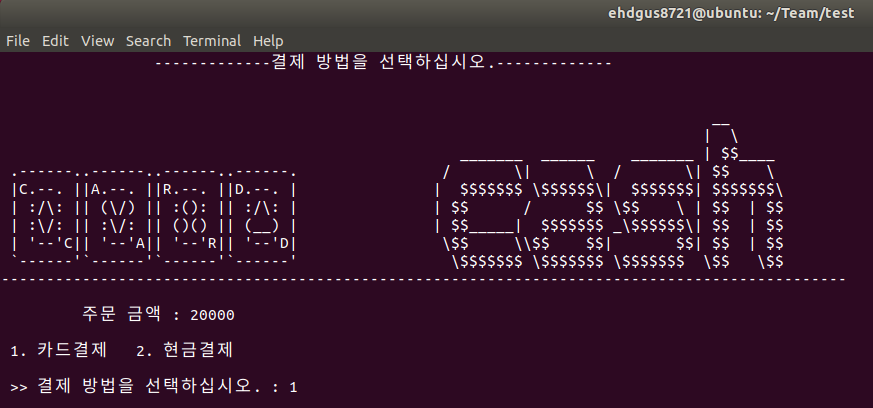 ehdgus8721@ubuntu: ~/Team/test
File Edit View Search Terminal Help
-------------결제 방법을 선택하십시오.-------------
CARD
cash
주문 금액 : 20000
1. 카드결제 2. 현금결제
>> 결제 방법을 선택하십시오. : 1